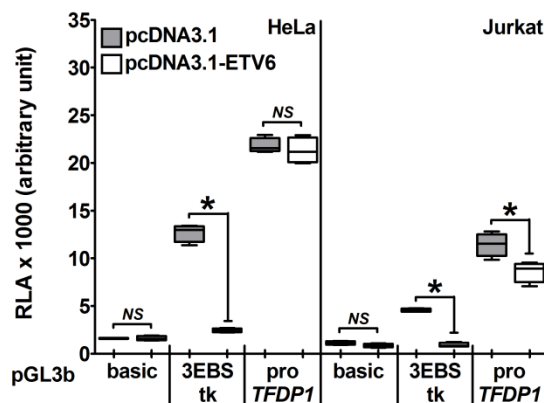 HeLa
Jurkat
pcDNA3.1
pcDNA3.1-ETV6
RLA x 1000 (arbitrary unit)
35
30
25
20
15
10
5
0
NS
*
NS
NS
*
*
pGL3b
basic
3EBS
tk
pro
TFDP1
basic
3EBS
tk
pro
TFDP1